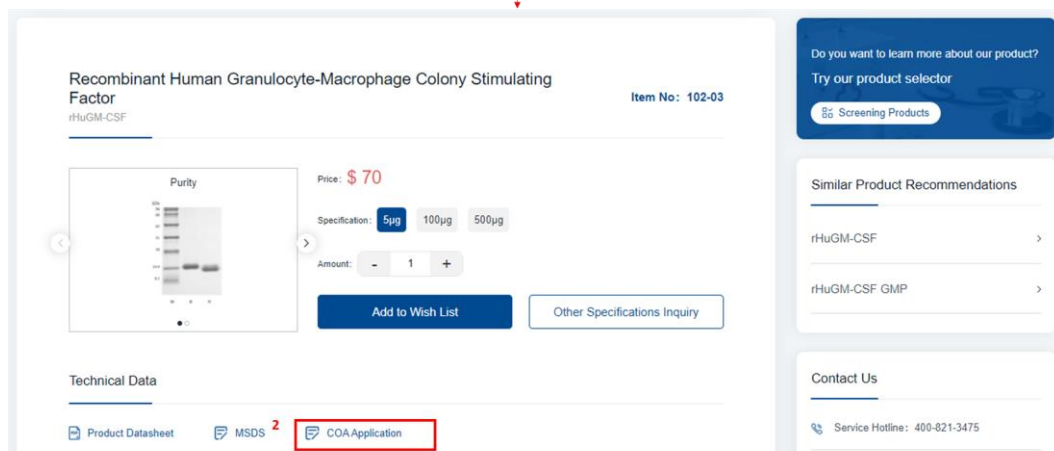 Recombinant Human Granulocyte-Macrophage Colony Stimulating
Factor
rHuGM-CSF
Item No: 102-03
Purity
Price: $ 70
Specification: 5μg 100μg 500μg
Amount: - 1 +
Add to Wish List
Other Specifications Inquiry
Technical Data
Product Datasheet
MSDS
2
COA Application
Do you want to learn more about our product?
Try our product selector
Screening Products
Similar Product Recommendations
rHuGM-CSF
rHuGM-CSF GMP
Contact Us
Service Hotline: 400-821-3475